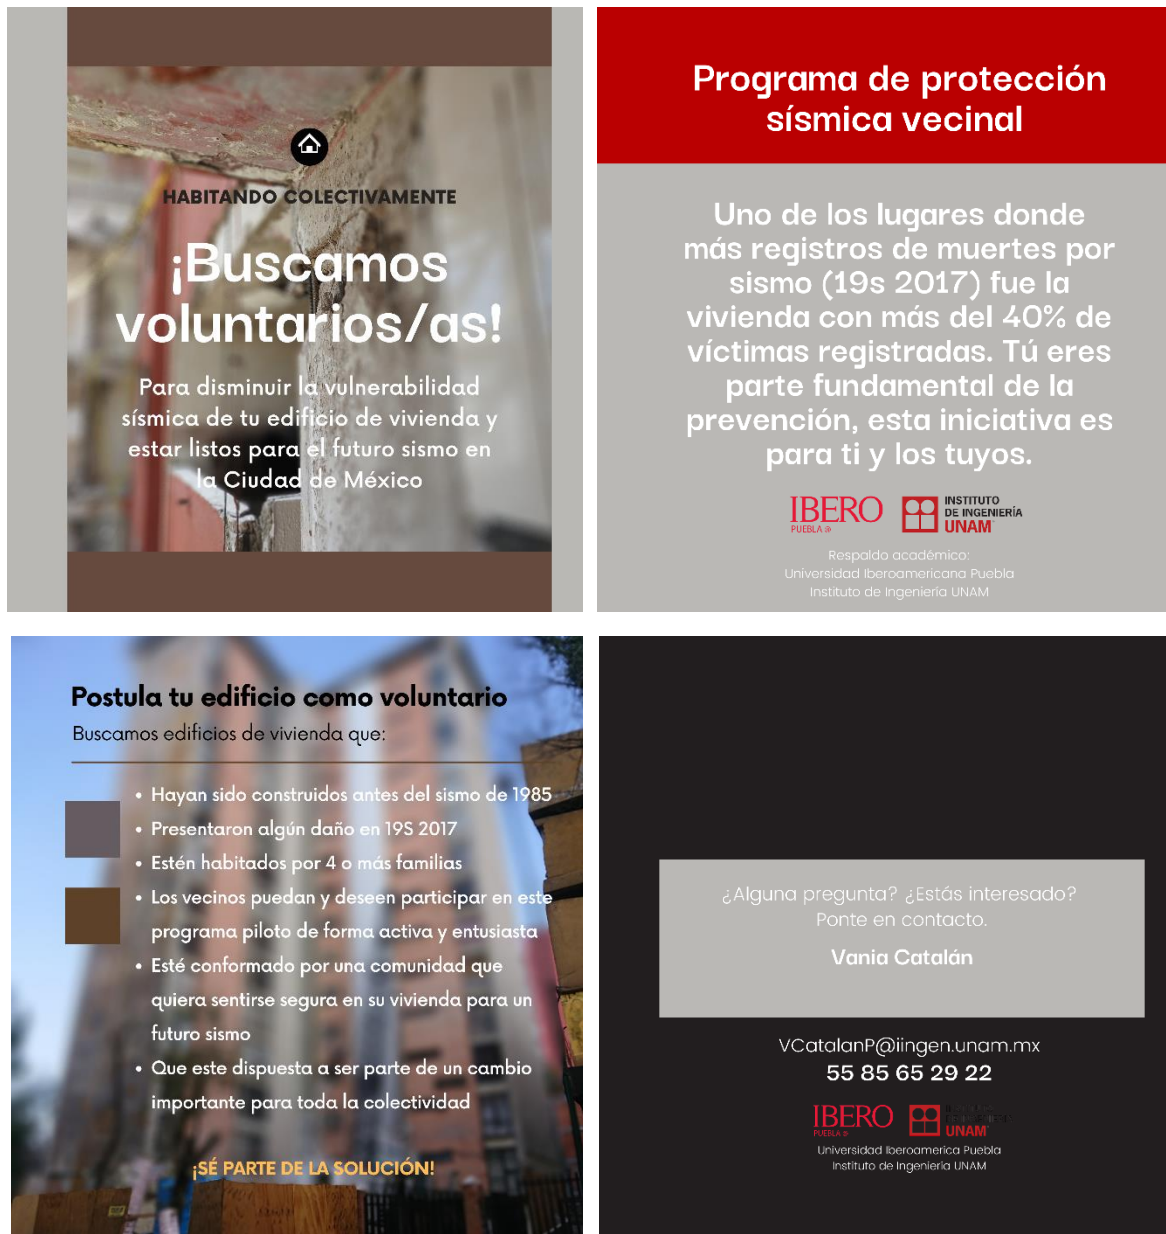 HABITANDO COLECTIVAMENTE
¡Buscamos
voluntarios/as!
Para disminuir la vulnerabilidad
sísmica de tu edificio de vivienda y
estar listos para el futuro sismo en
la Ciudad de México
Programa de protección
sísmica vecinal
Uno de los lugares donde
más registros de muertes por
sismo (19s 2017) fue la
vivienda con más del 40% de
víctimas registradas. Tú eres
parte fundamental de la
prevención, esta iniciativa es
para ti y los tuyos.
IBERO
PUEBLA
INSTITUTO
DE INGENIERÍA
UNAM
Respaldo académico:
Universidad Iberoamericana Puebla
Instituto de Ingeniería UNAM
Postula tu edificio como voluntario
Buscamos edificios de vivienda que:
• Hayan sido construidos antes del sismo de 1985
• Presentaron algún daño en 19S 2017
• Estén habitados por 4 o más familias
• Los vecinos puedan y deseen participar en este
programa piloto de forma activa y entusiasta
• Esté conformado por una comunidad que
quiera sentirse segura en su vivienda para un
futuro sismo
• Que este dispuesta a ser parte de un cambio
importante para toda la colectividad
¡SÉ PARTE DE LA SOLUCIÓN!
¿Alguna pregunta? ¿Estás interesado?
Ponte en contacto.
Vania Catalán
VCatalanP@iingen.unam.mx
55 85 65 29 22
IBERO
PUEBLA
UNAM
Universidad Iberoamerica Puebla
Instituto de Ingeniería UNAM